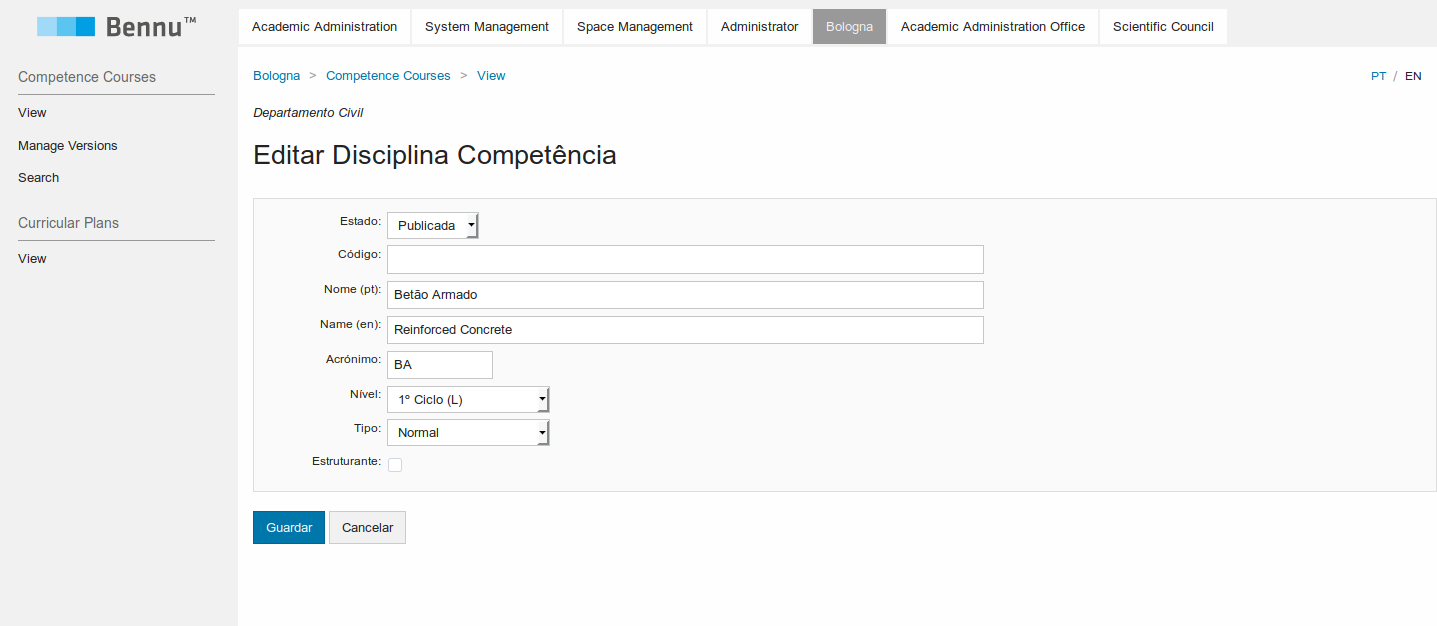 Bennu™
Academic Administration
System Management
Space Management
Administrator
Bologna
Academic Administration Office
Scientific Council
Competence Courses
View
Manage Versions
Search
Curricular Plans
View
Bologna > Competence Courses > View
PT / EN
Departamento Civil
Editar Disciplina Competência
Estado: Publicada
Código:
Nome (pt): Betão Armado
Name (en): Reinforced Concrete
Acrónimo: BA
Nível: 1º Ciclo (L)
Tipo: Normal
Estruturante:
Guardar Cancelar